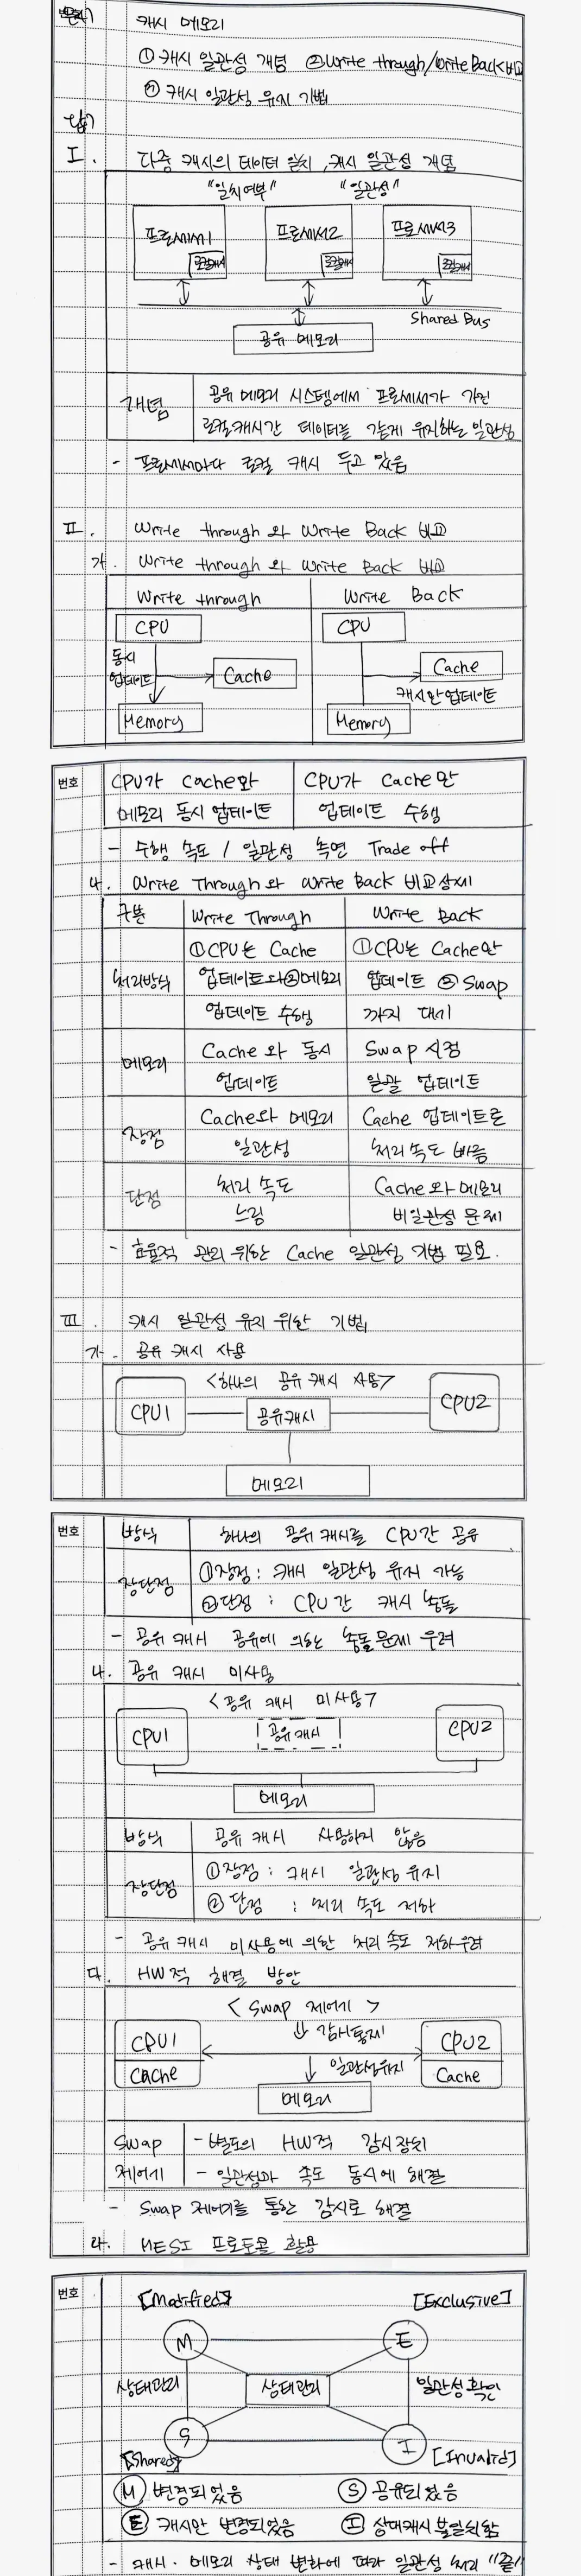 캐시 메모리
① 캐시 일관성 개념 ② Write through/Write Back 비교
③ 캐시 일관성 유지 기법
답)
I. 다중 캐시의 데이터 일치, 캐시 일관성 개념
"일치여부" "일관성"
프로세서1 프로세서2 프로세서3
로컬캐시 로컬캐시 로컬캐시
Shared Bus
공유 메모리
개념 공유 메모리 시스템에서 프로세서가 가진
로컬캐시간 데이터를 같게 유지하는 일관성
- 프로세서마다 로컬 캐시 두고 있음
II. Write through 와 Write Back 비교
가. Write through 와 Write Back 비교
Write through Write Back
CPU CPU
동시
업데이트 Cache Cache
캐시만 업데이트
Memory Memory
번호 CPU가 Cache와 CPU가 Cache만
메모리 동시 업데이트 업데이트 수행
- 수행 속도 / 일관성 측면 Trade off
나. Write Through와 Write Back 비교상세
구분 Write Through Write Back
① CPU는 Cache ① CPU는 Cache만
처리방식 업데이트와 ② 메모리 업데이트 ② Swap
업데이트 수행 까지 대기
메모리 Cache 와 동시 Swap 시점
업데이트 일괄 업데이트
장점 Cache와 메모리 Cache 업데이트로
일관성 처리 속도 빠름
단점 처리 속도 Cache와 메모리
느림 비일관성 문제
- 효율적 관리 위한 Cache 일관성 기법 필요.
III. 캐시 일관성 유지 위한 기법
가. 공유 캐시 사용
<하나의 공유 캐시 사용>
CPU1 공유캐시 CPU2
메모리
번호 방식 하나의 공유 캐시를 CPU간 공유
장단점 ① 장점 : 캐시 일관성 유지 가능
② 단점 : CPU 간 캐시 충돌
- 공유 캐시 공유에 의한 충돌문제 우려
나. 공유 캐시 미사용
<공유 캐시 미사용>
CPU1 공유캐시 CPU2
메모리
방식 공유 캐시 사용하지 않음
장단점 ① 장점 : 캐시 일관성 유지
② 단점 : 처리 속도 저하
- 공유 캐시 미사용에 의한 처리 속도 저하우려
다. HW적 해결 방안
<Swap 제어기>
CPU1 감시통제 CPU2
Cache 일관성유지 Cache
메모리
Swap - 별도의 HW적 감시장치
제어기 - 일관성과 속도 동시에 해결
- Swap 제어기를 통한 감시로 해결
라. MESI 프로토콜 활용
번호 [Modified] [Exclusive]
M E
상태관리 상태관리 일관성확인
S I
[Shared] [Invalid]
Ⓜ 변경되었음 Ⓢ 공유되었음
Ⓔ 캐시만 변경되었음 Ⓘ 상대캐시 불일치함
- 캐시·메모리 상태 변화에 따라 일관성 처리 "끝"